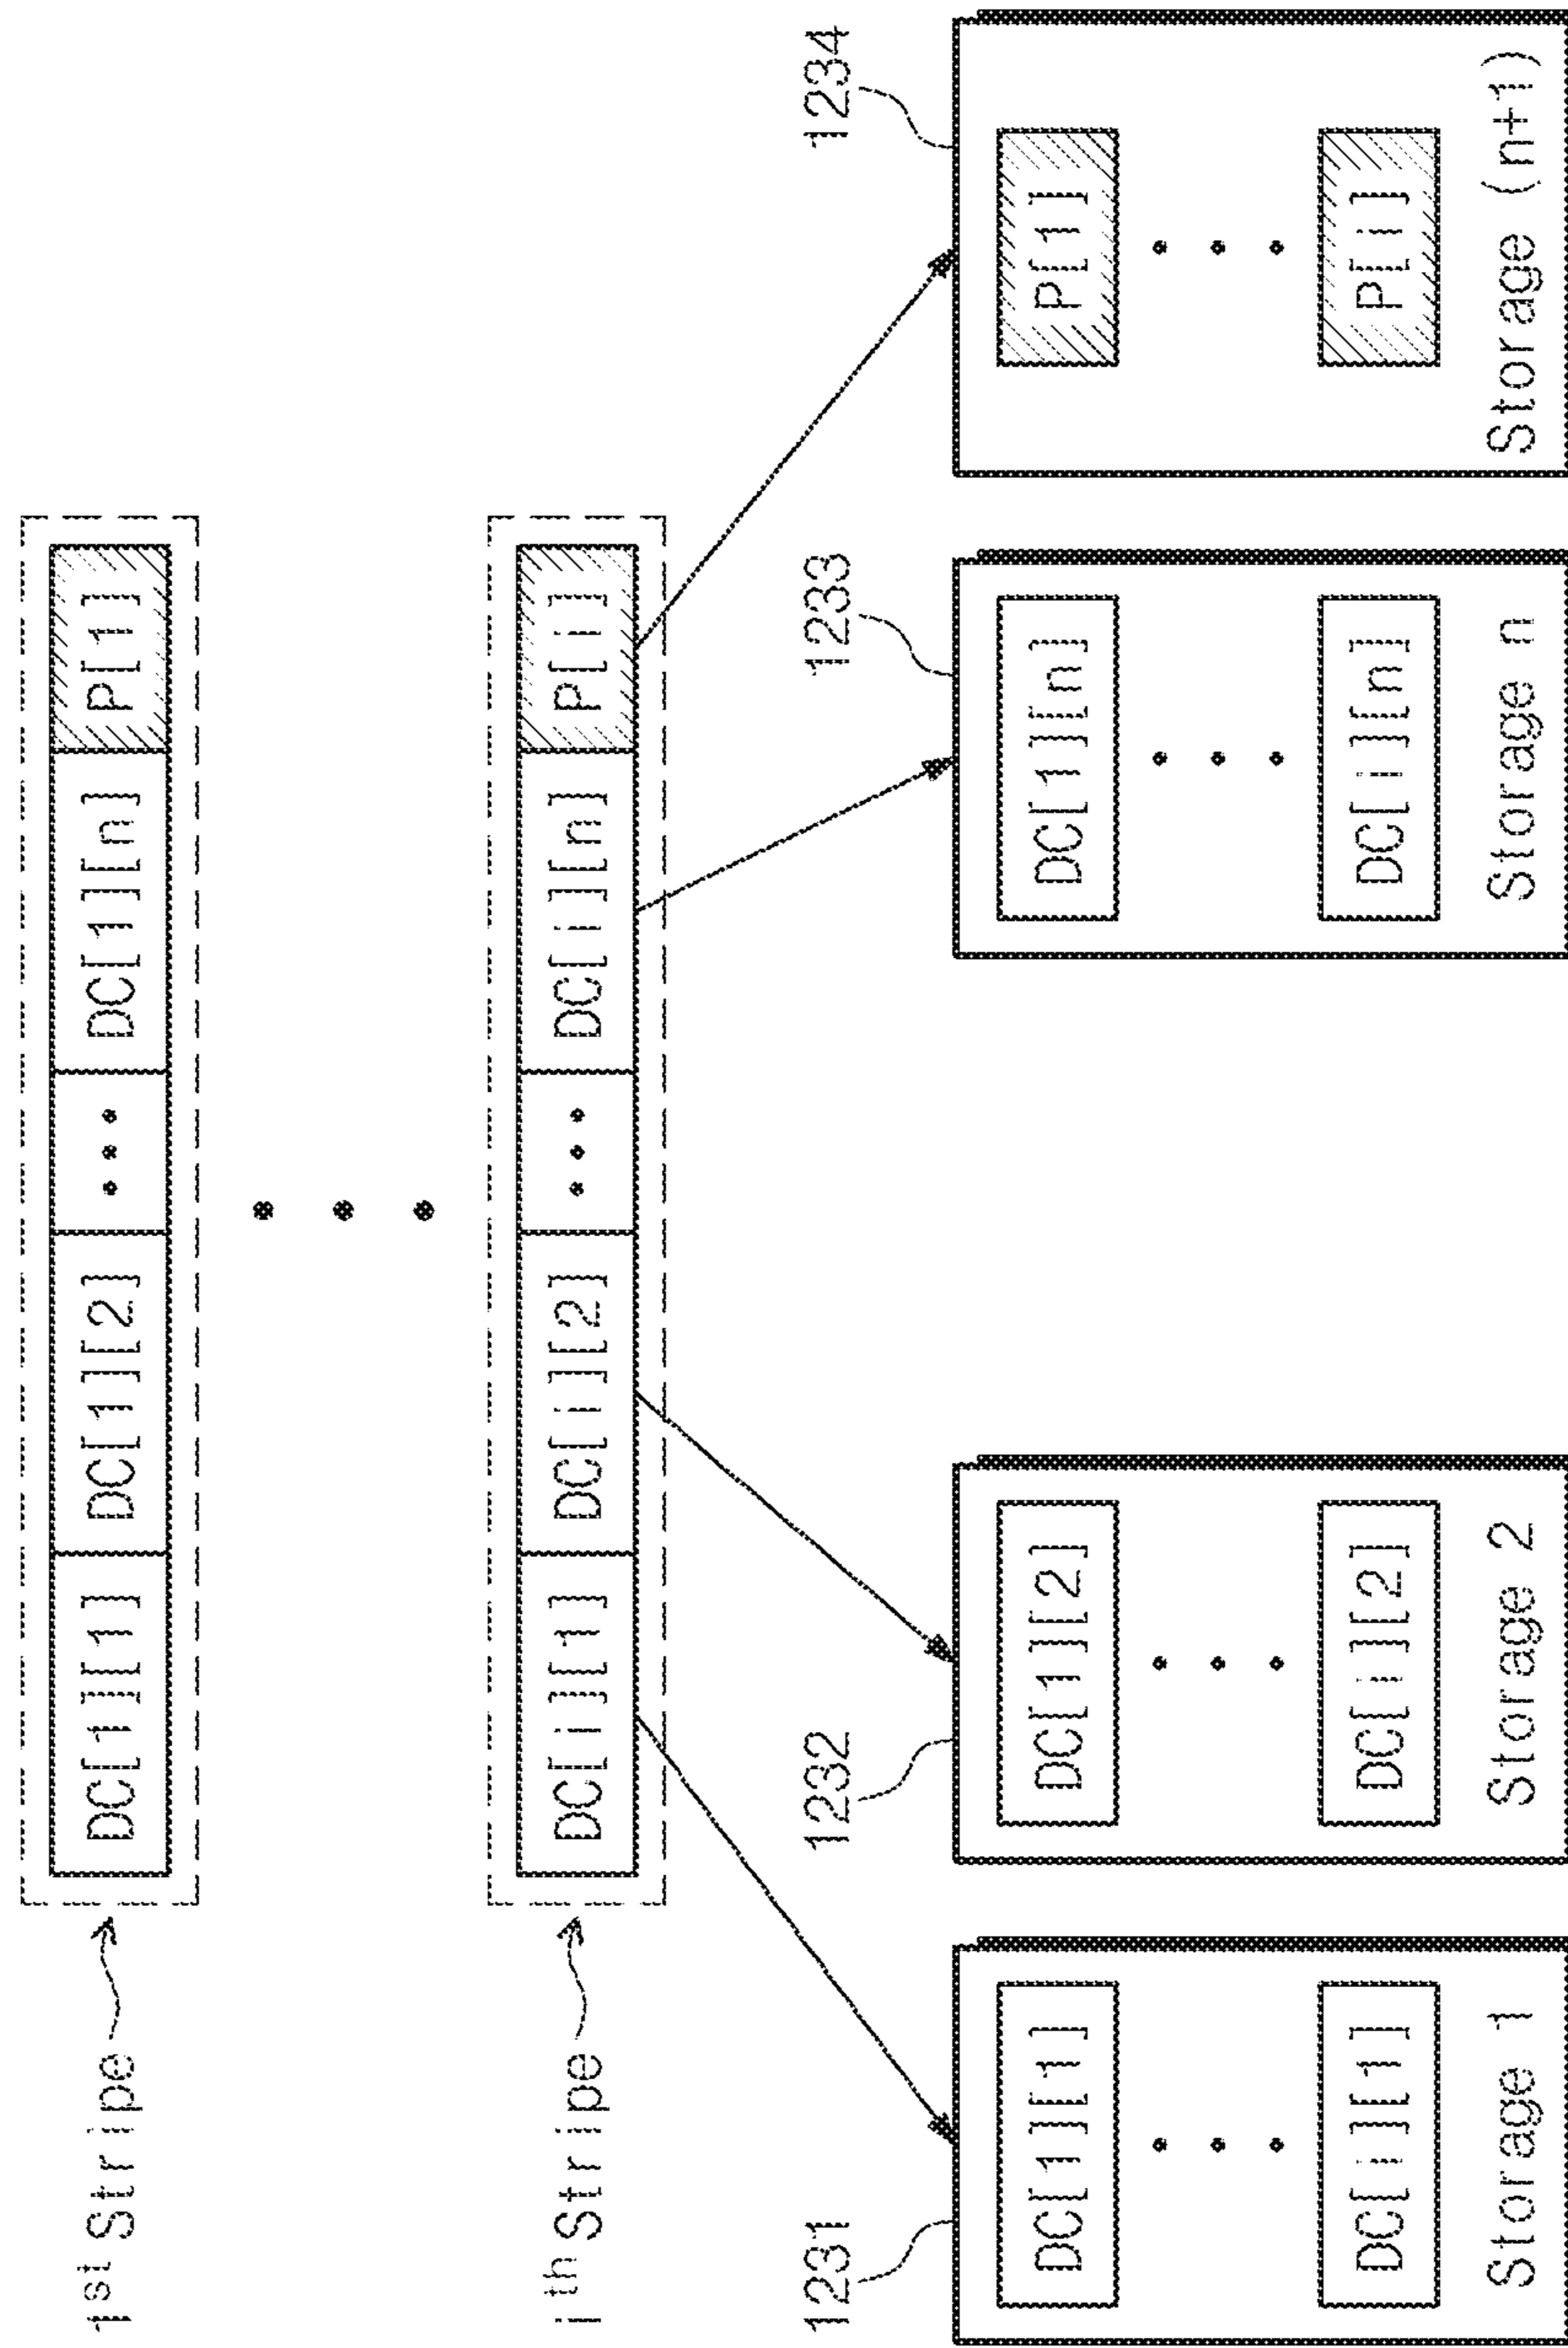 1st Stripe
DC[1][1] DC[1][2] • • • DC[1][n] P[1]
• • •
ith Stripe
DC[i][1] DC[i][2] • • • DC[i][n] P[i]
1231 1232 1233 1234
DC[1][1] DC[1][2] DC[1][n] P[1]
• • • • • • • • • • • •
DC[i][1] DC[i][2] DC[i][n] P[i]
Storage 1 Storage 2 Storage n Storage (n+1)